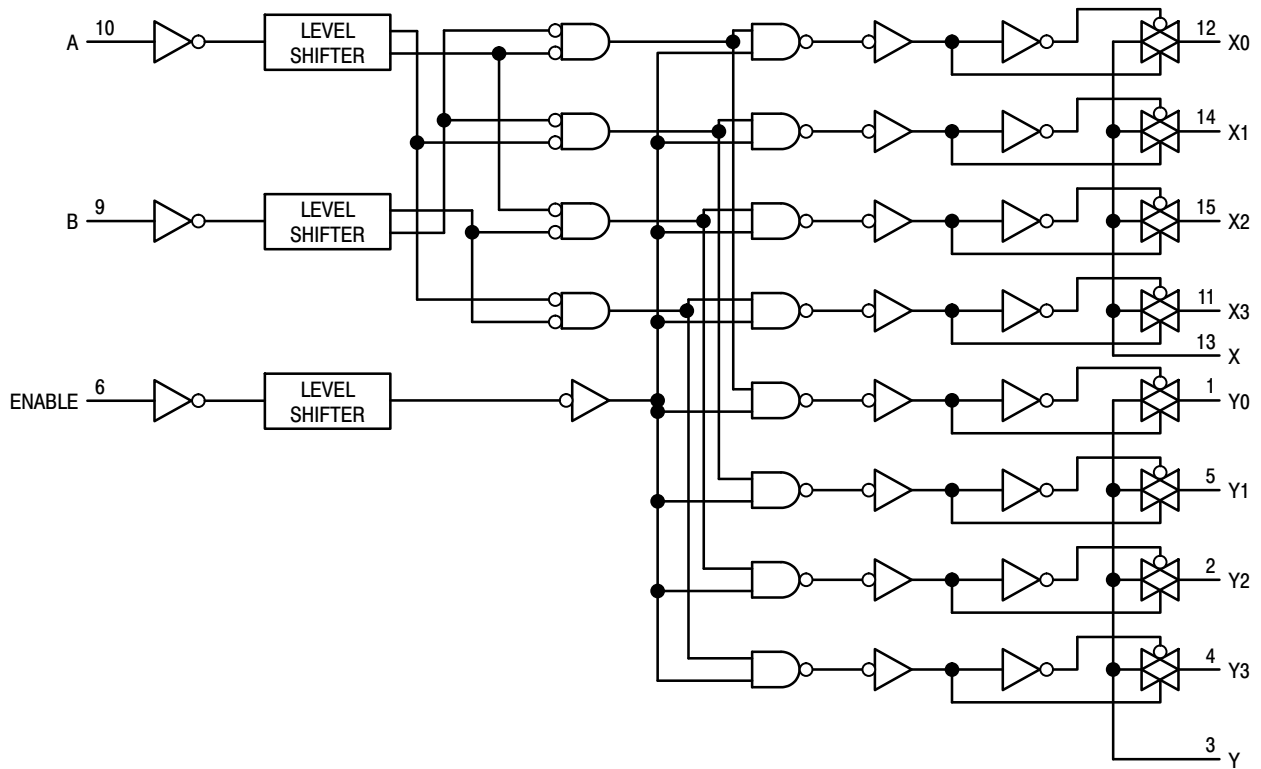 A 10 LEVEL SHIFTER 12 X0
14 X1
B 9 LEVEL SHIFTER 15 X2
11 X3
13 X
ENABLE 6 LEVEL SHIFTER 1 Y0
5 Y1
2 Y2
4 Y3
3 Y